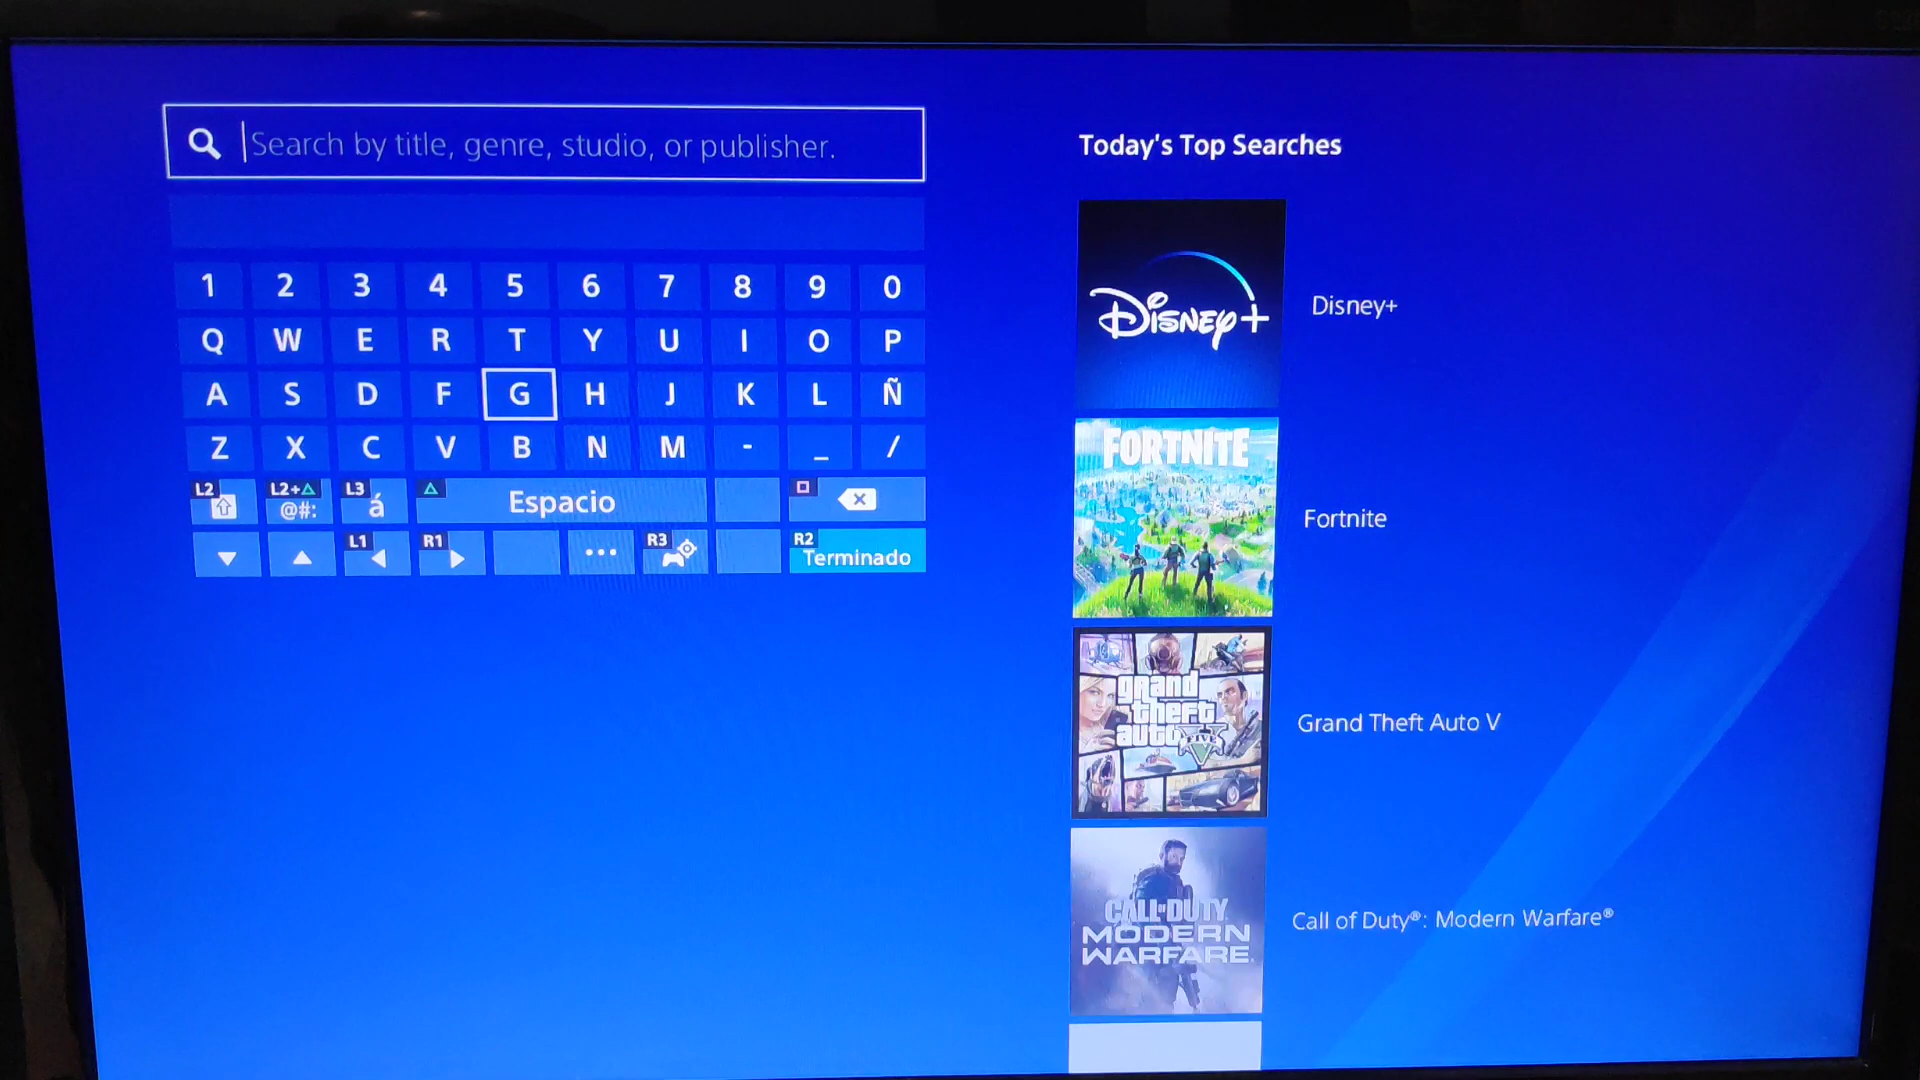 Search by title, genre, studio, or publisher.
1 2 3 4 5 6 7 8 9 0
Q W E R T Y U I O P
A S D F G H J K L Ñ
Z X C V B N M - _ /
L2 L2+△ @#: L3 á △ Espacio
L1 R1 ... R3 R2 Terminado
Today's Top Searches
Disney+
Disney+
FORTNITE
Fortnite
grand
theft
auto
FIVE
V
Grand Theft Auto V
CALL OF DUTY
MODERN
WARFARE
Call of Duty®: Modern Warfare®